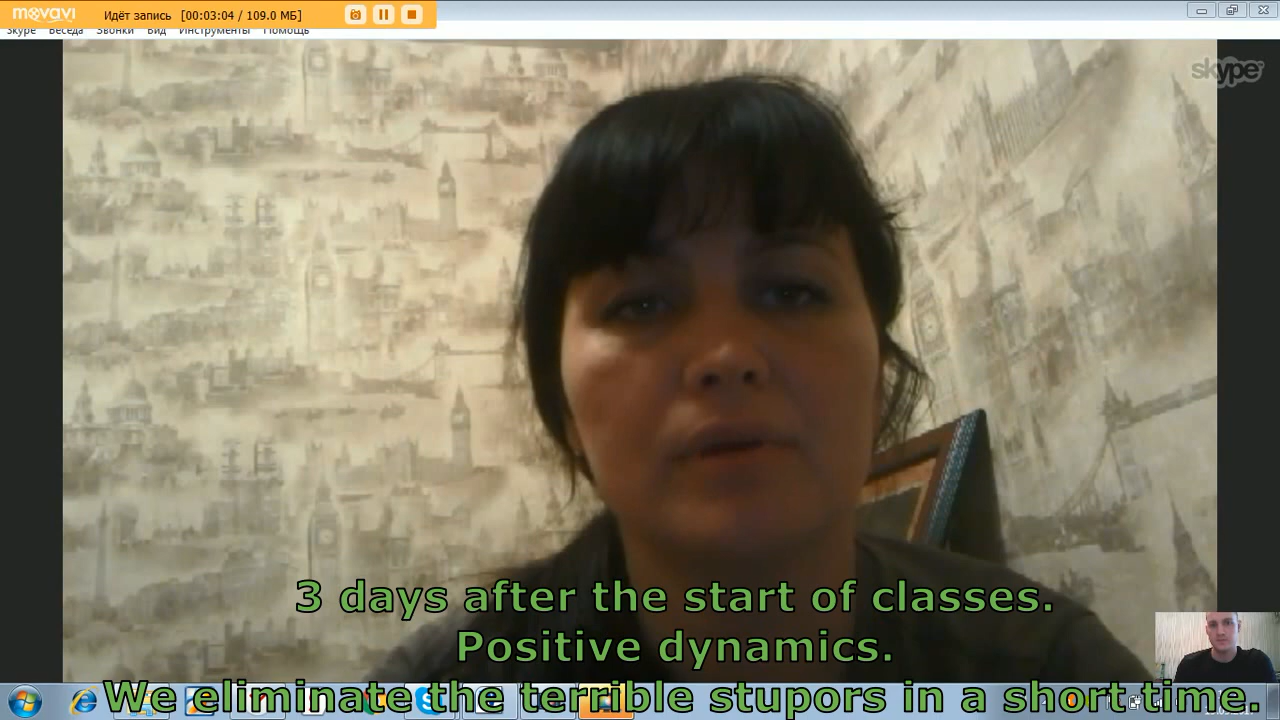 movavi
Идёт запись [00:03:04 / 109.0 МБ]
Skype Беседа Звонки Вид Инструменты Помощь
skype
3 days after the start of classes.
Positive dynamics.
We eliminate the terrible stupors in a short time.